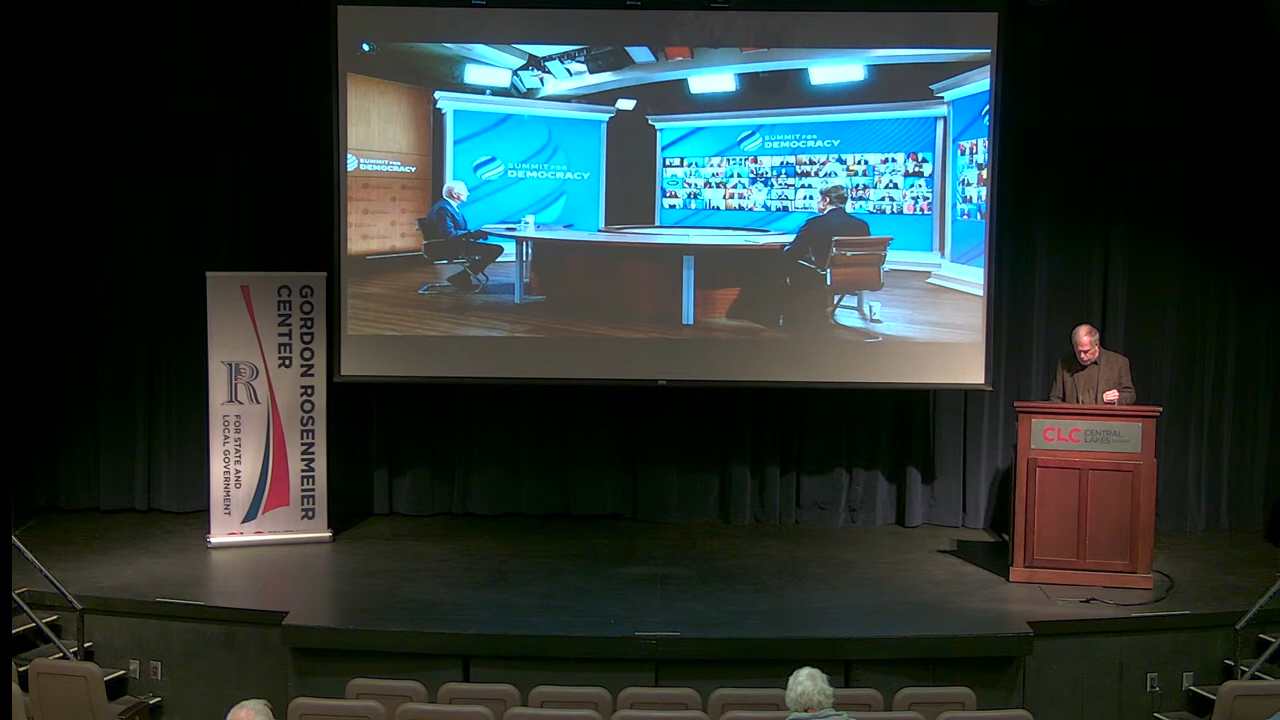 SUMMIT FOR
DEMOCRACY
SUMMIT FOR
DEMOCRACY
SUMMIT FOR
DEMOCRACY
GORDON ROSENMEIER
CENTER
R
FOR STATE AND
LOCAL GOVERNMENT
CLC
CENTRAL
LAKES